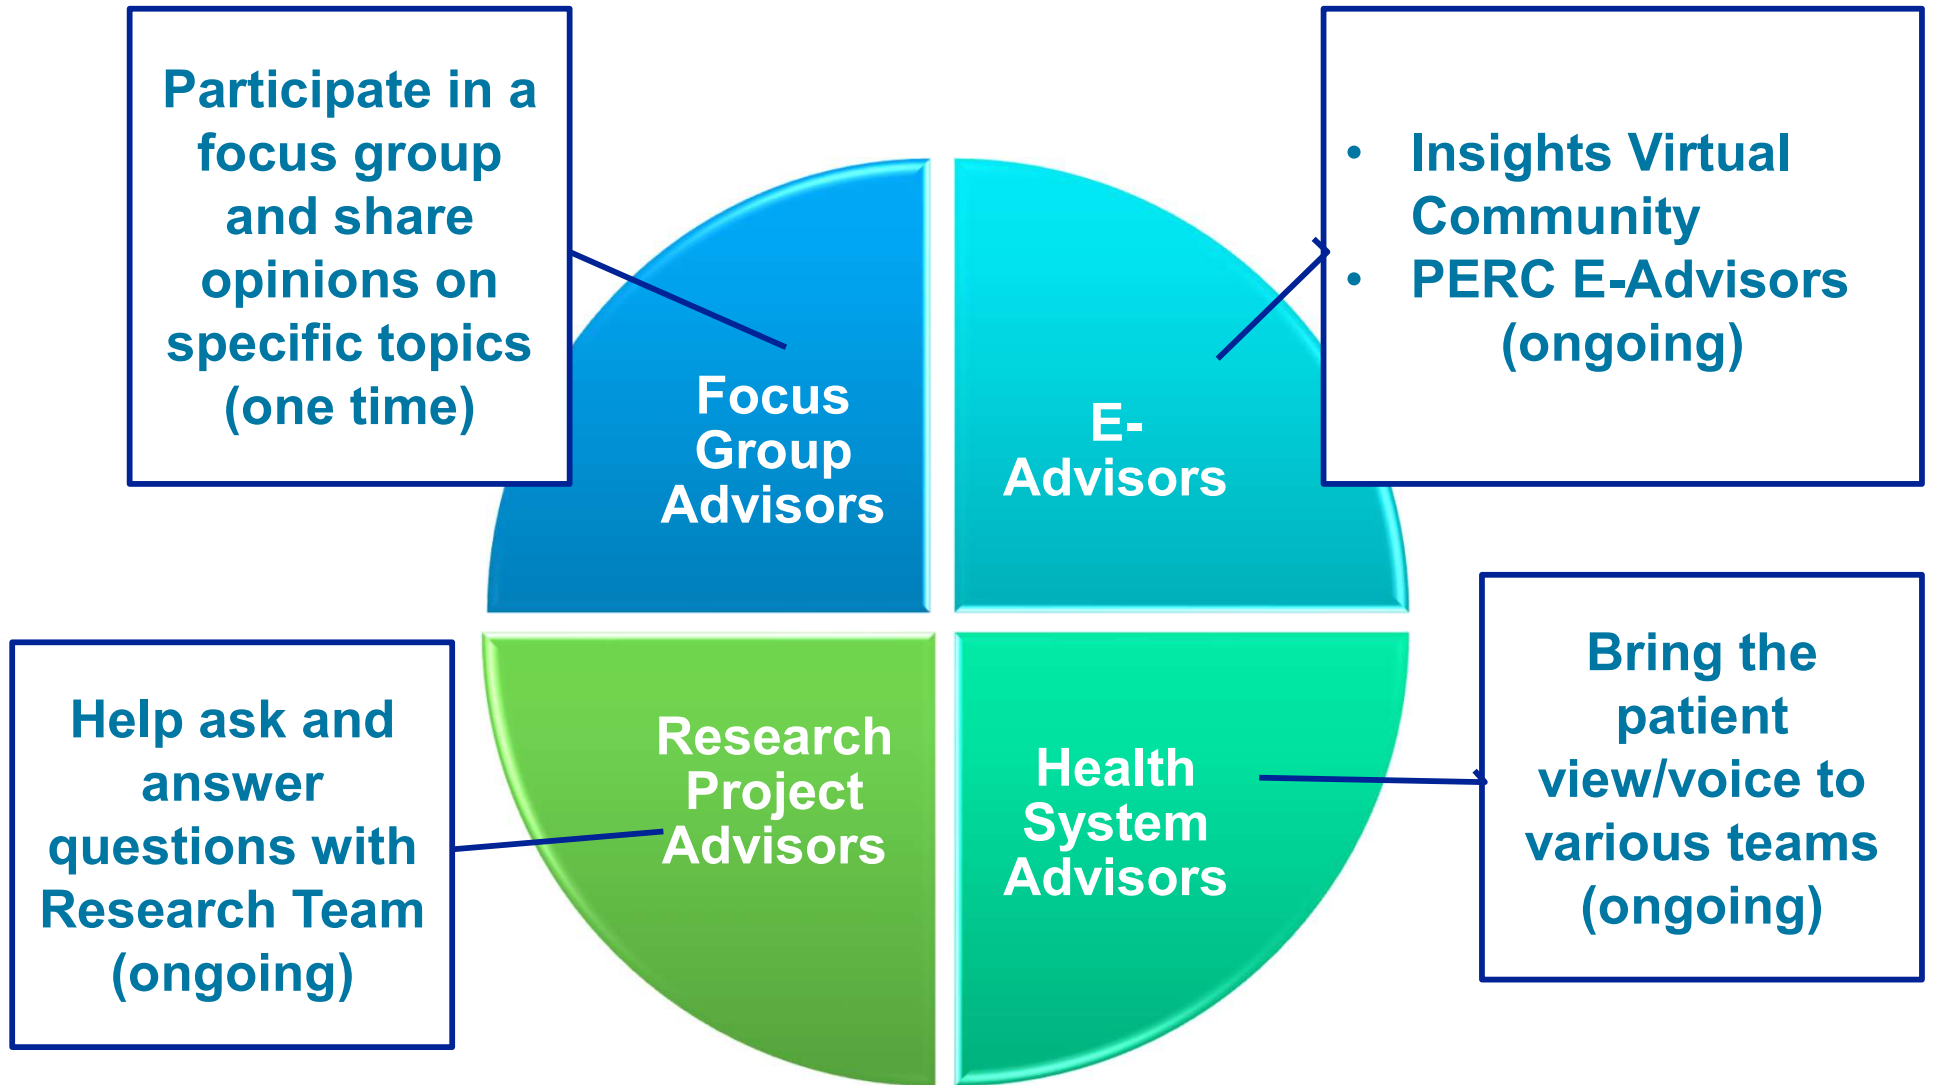 Participate in a
focus group
and share
opinions on
specific topics
(one time)
• Insights Virtual
Community
• PERC E-Advisors
(ongoing)
Focus
Group
Advisors
E-
Advisors
Help ask and
answer
questions with
Research Team
(ongoing)
Research
Project
Advisors
Health
System
Advisors
Bring the
patient
view/voice to
various teams
(ongoing)